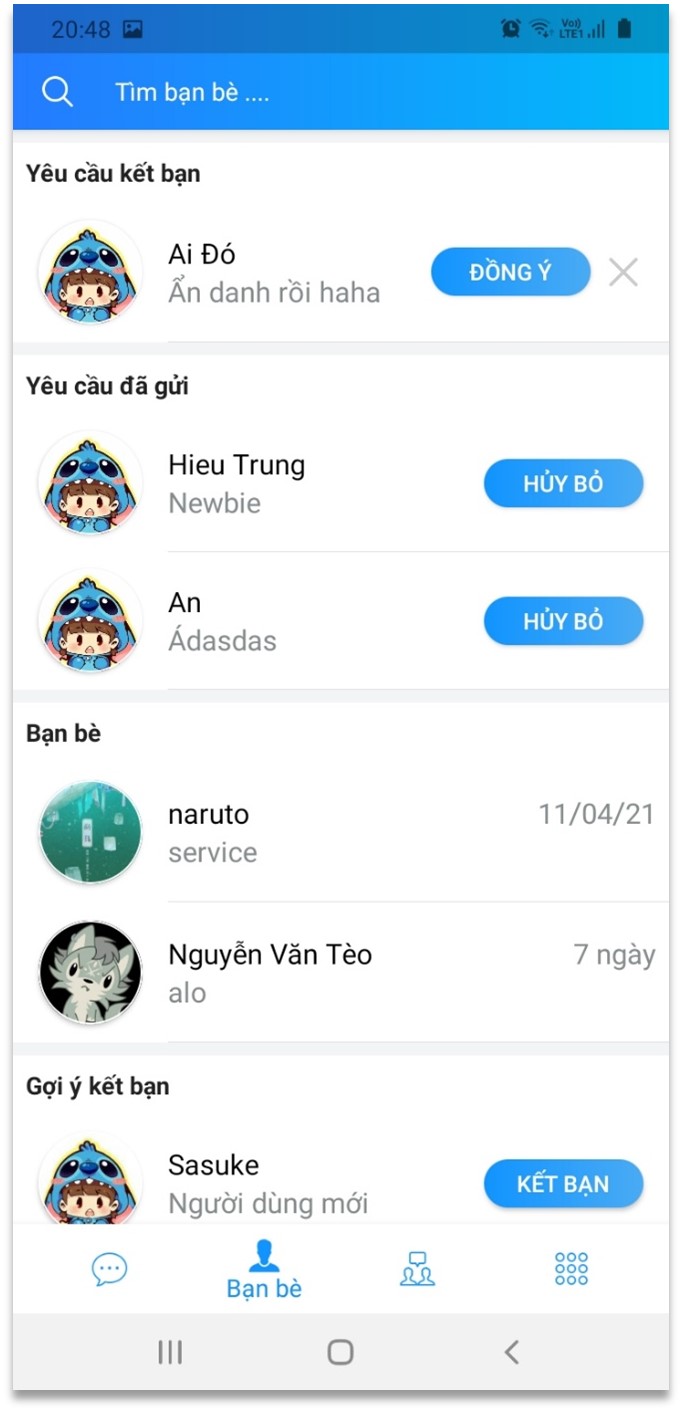 20:48
Vo))
LTE1
Tìm bạn bè ....
Yêu cầu kết bạn
Ai Đó
Ẩn danh rồi haha
ĐỒNG Ý
Yêu cầu đã gửi
Hieu Trung
Newbie
HỦY BỎ
An
Ádasdas
HỦY BỎ
Bạn bè
naruto
11/04/21
service
Nguyễn Văn Tèo
7 ngày
alo
Gợi ý kết bạn
Sasuke
Người dùng mới
KẾT BẠN
Bạn bè